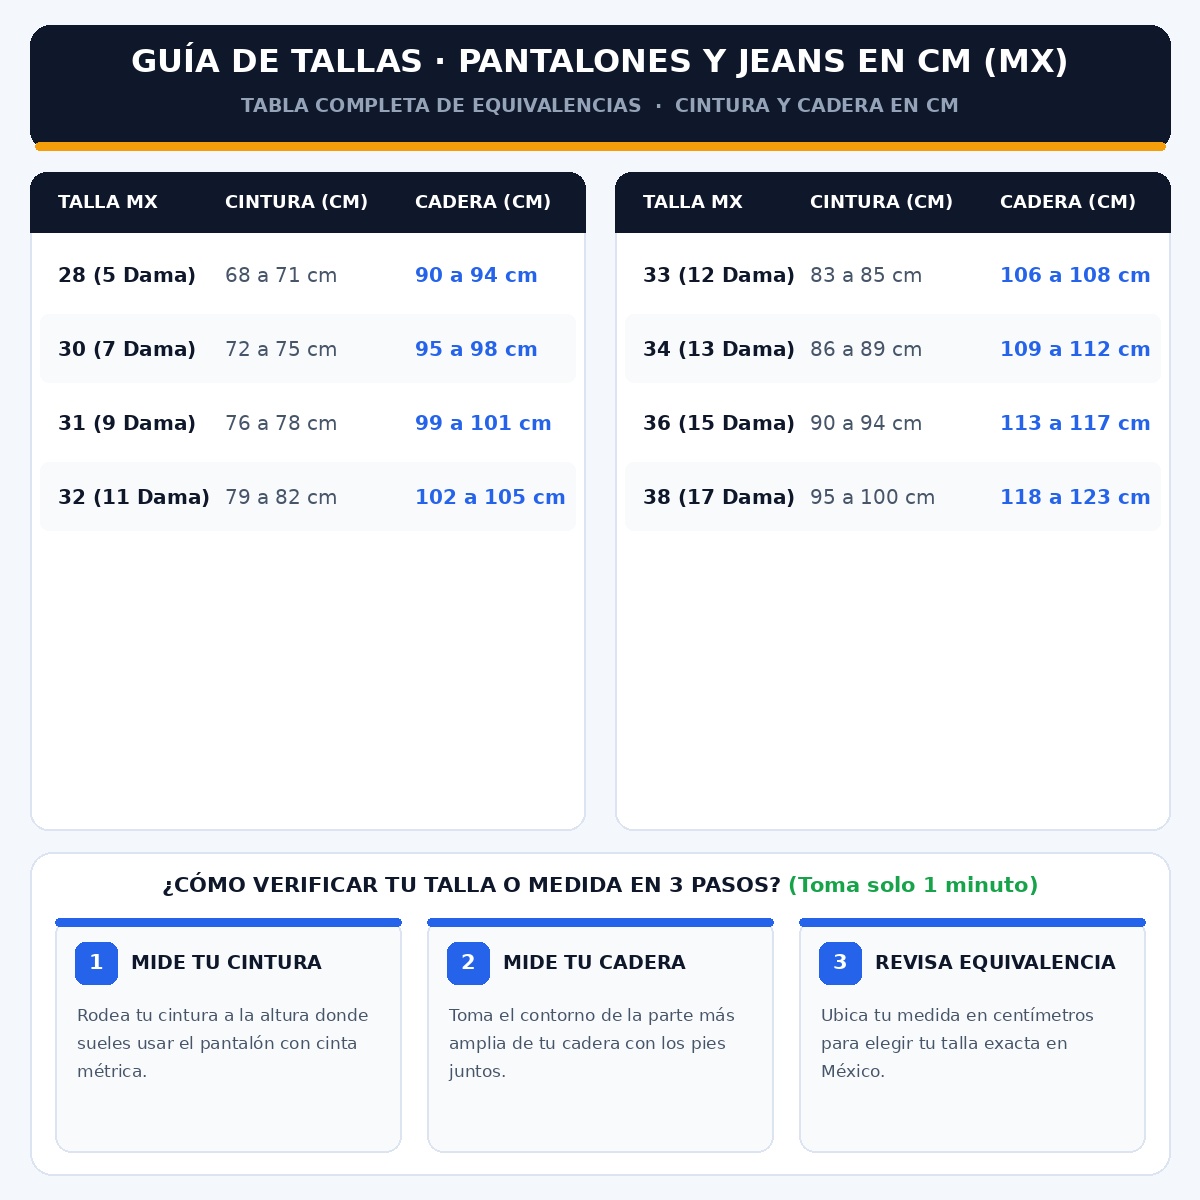 GUÍA DE TALLAS · PANTALONES Y JEANS EN CM (MX)
TABLA COMPLETA DE EQUIVALENCIAS · CINTURA Y CADERA EN CM
TALLA MX CINTURA (CM) CADERA (CM)
28 (5 Dama) 68 a 71 cm 90 a 94 cm
30 (7 Dama) 72 a 75 cm 95 a 98 cm
31 (9 Dama) 76 a 78 cm 99 a 101 cm
32 (11 Dama) 79 a 82 cm 102 a 105 cm
TALLA MX CINTURA (CM) CADERA (CM)
33 (12 Dama) 83 a 85 cm 106 a 108 cm
34 (13 Dama) 86 a 89 cm 109 a 112 cm
36 (15 Dama) 90 a 94 cm 113 a 117 cm
38 (17 Dama) 95 a 100 cm 118 a 123 cm
¿CÓMO VERIFICAR TU TALLA O MEDIDA EN 3 PASOS? (Toma solo 1 minuto)
1 MIDE TU CINTURA
Rodea tu cintura a la altura donde
sueles usar el pantalón con cinta
métrica.
2 MIDE TU CADERA
Toma el contorno de la parte más
amplia de tu cadera con los pies
juntos.
3 REVISA EQUIVALENCIA
Ubica tu medida en centímetros
para elegir tu talla exacta en
México.